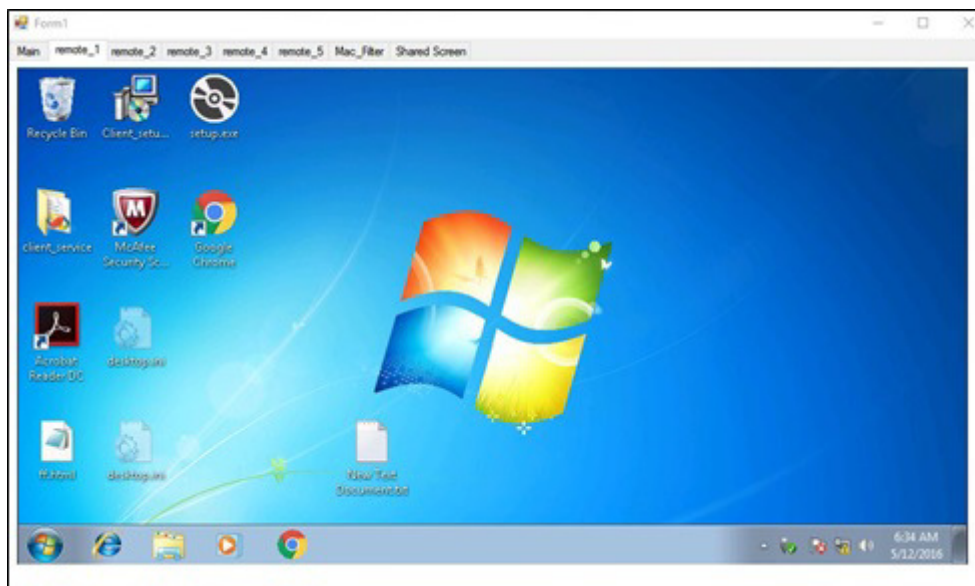 Form1
Main remote_1 remote_2 remote_3 remote_4 remote_5 Mac_Filter Shared Screen
Recycle Bin
Client_setu...
setup.exe
client_service
McAfee
Security Sc...
Google
Chrome
Acrobat
Reader DC
desktop.ini
ff.html
desktop.ini
New Text
Document.txt
6:34 AM
5/12/2016